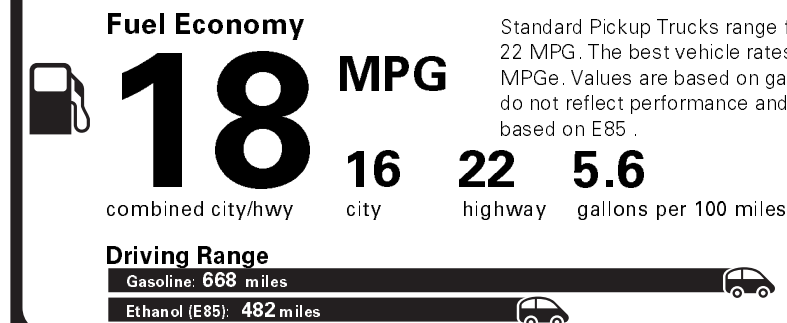 Fuel Economy
18 MPG
combined city/hwy
16 city
22 highway
5.6 gallons per 100 miles
Standard Pickup Trucks range
22 MPG. The best vehicle rates
MPGe. Values are based on
do not reflect performance and
based on E85 .
Driving Range
Gasoline: 668 miles
Ethanol (E85): 482 miles